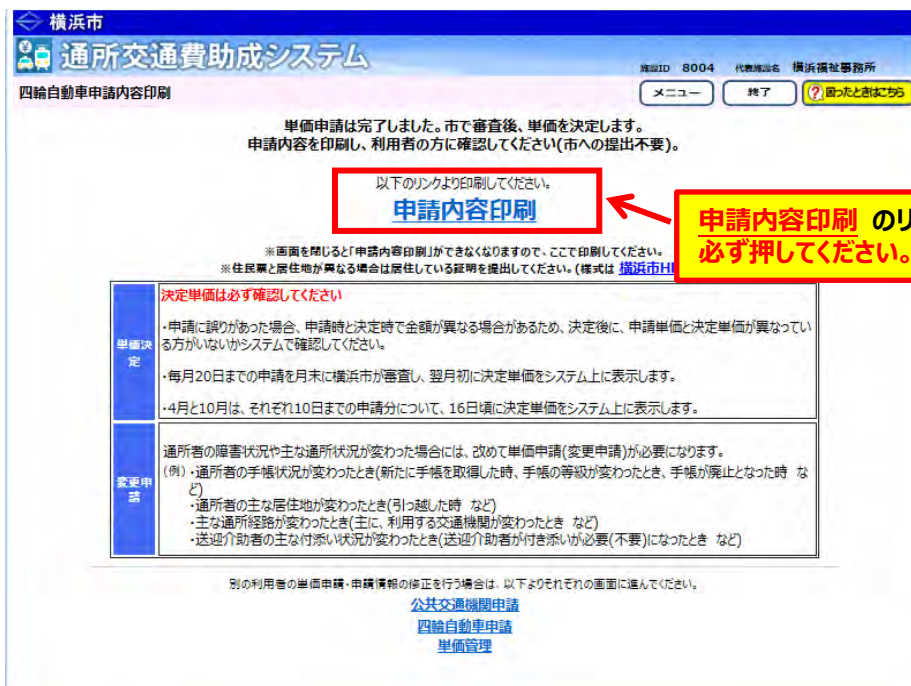 横浜市
通所交通費助成システム
施設ID 8004 代表施設名 横浜福祉事務所
四輪自動車申請内容印刷
メニュー 終了 ?困ったときはこちら
単価申請は完了しました。市で審査後、単価を決定します。
申請内容を印刷し、利用者の方に確認してください(市への提出不要)。
以下のリンクより印刷してください。
申請内容印刷
申請内容印刷 のリ
必ず押してください。
※画面を閉じると「申請内容印刷」ができなくなりますので、ここで印刷してください。
※住民票と居住地が異なる場合は居住している証明を提出してください。(様式は 横浜市H
単価決
定
決定単価は必ず確認してください
・申請に誤りがあった場合、申請時と決定時で金額が異なる場合があるため、決定後に、申請単価と決定単価が異なってい
る方がいないかシステムで確認してください。
・毎月20日までの申請を月末に横浜市が審査し、翌月初に決定単価をシステム上に表示します。
・4月と10月は、それぞれ10日までの申請分について、16日頃に決定単価をシステム上に表示します。
変更申
請
通所者の障害状況や主な通所状況が変わった場合には、改めて単価申請(変更申請)が必要になります。
(例)・通所者の手帳状況が変わったとき(新たに手帳を取得した時、手帳の等級が変わったとき、手帳が廃止となった時 な
ど)
・通所者の主な居住地が変わったとき(引っ越した時 など)
・主な通所経路が変わったとき(主に、利用する交通機関が変わったとき など)
・送迎介助者の主な付添い状況が変わったとき(送迎介助者が付き添いが必要(不要)になったとき など)
別の利用者の単価申請・申請情報の修正を行う場合は、以下よりそれぞれの画面に進んでください。
公共交通機関申請
四輪自動車申請
単価管理